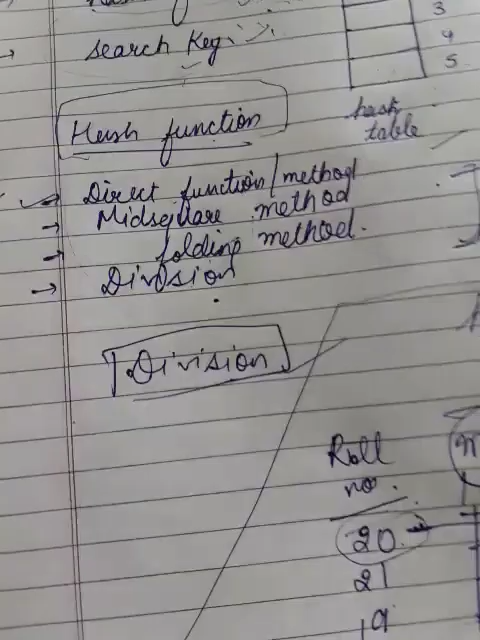 search Key
3
4
5
Hash function
hash
table
Direct function/method
Midsquare method
folding method.
Division
Division
Roll
no.
20
21
19